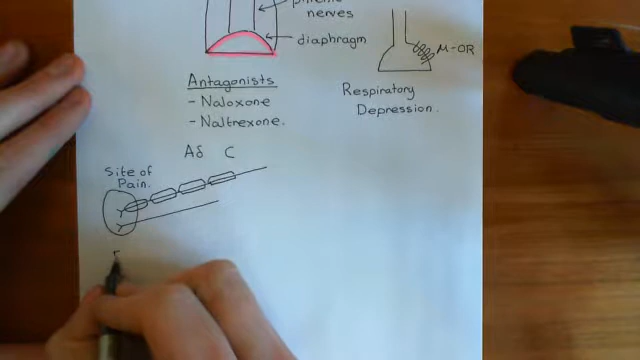 nerves
diaphragm
μ-OR
Antagonists
- Naloxone
- Naltrexone.
Respiratory
Depression.
Aδ C
Site of
Pain.